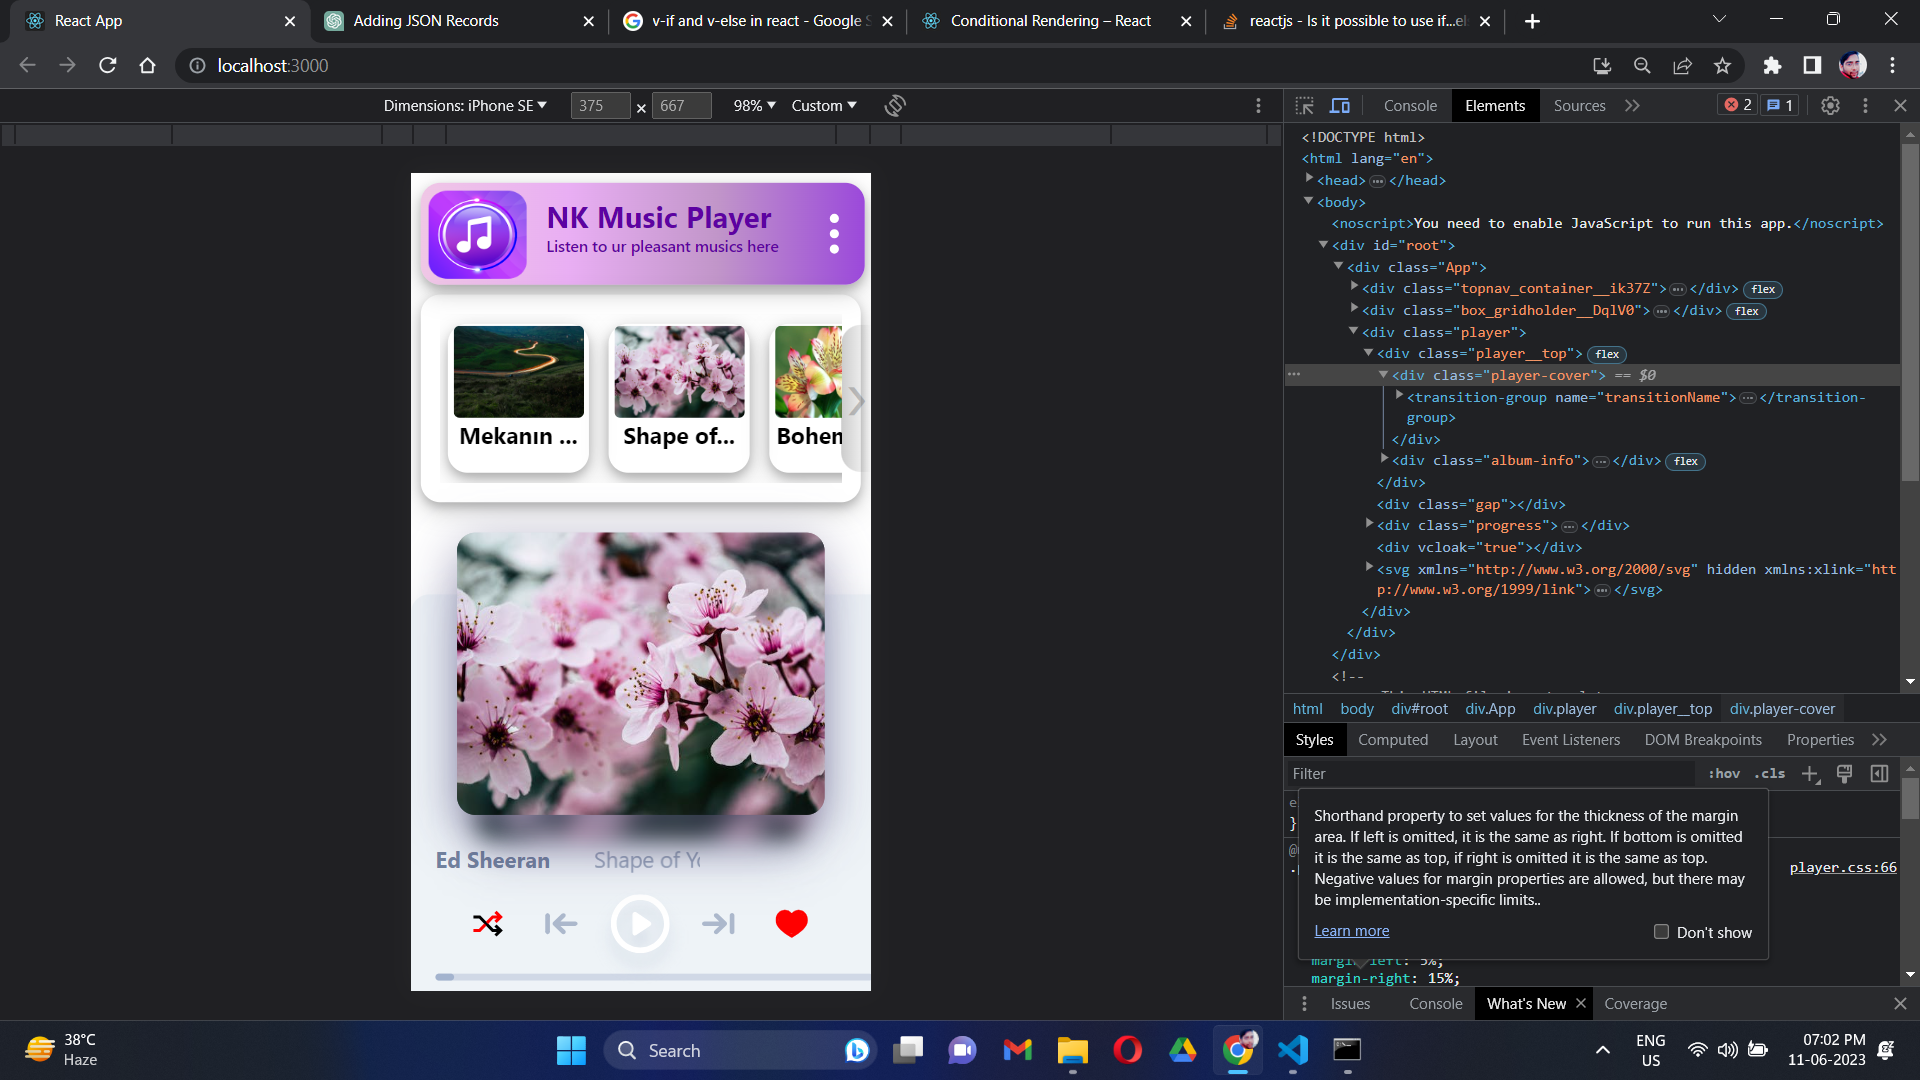 React App
Adding JSON Records
v-if and v-else in react - Google S
Conditional Rendering – React
reactjs - Is it possible to use if...el
localhost:3000
Dimensions: iPhone SE
375 × 667
98%
Custom
Console
Elements
Sources
2
1
NK Music Player
Listen to ur pleasant musics here
Mekanın ...
Shape of...
Bohen
Ed Sheeran
Shape of Yo
<!DOCTYPE html>
<html lang="en">
<head> ··· </head>
<body>
<noscript>You need to enable JavaScript to run this app.</noscript>
<div id="root">
<div class="App">
<div class="topnav_container__ik37Z"> ··· </div> flex
<div class="box_gridholder__DqlV0"> ··· </div> flex
<div class="player">
<div class="player__top"> flex
<div class="player-cover"> == $0
<transition-group name="transitionName"> ··· </transition-
group>
</div>
<div class="album-info"> ··· </div> flex
</div>
<div class="gap"></div>
<div class="progress"> ··· </div>
<div vcloak="true"></div>
<svg xmlns="http://www.w3.org/2000/svg" hidden xmlns:xlink="htt
p://www.w3.org/1999/link"> ··· </svg>
</div>
</div>
</div>
<!--
html body div#root div.App div.player div.player__top div.player-cover
Styles Computed Layout Event Listeners DOM Breakpoints Properties
Filter
:hov .cls
e
}
@
.
player.css:66
Shorthand property to set values for the thickness of the margin
area. If left is omitted, it is the same as right. If bottom is omitted
it is the same as top, if right is omitted it is the same as top.
Negative values for margin properties are allowed, but there may
be implementation-specific limits..
Learn more
Don't show
margin-left: 5%;
margin-right: 15%;
Issues
Console
What's New
Coverage
38°C
Haze
Search
ENG
US
07:02 PM
11-06-2023